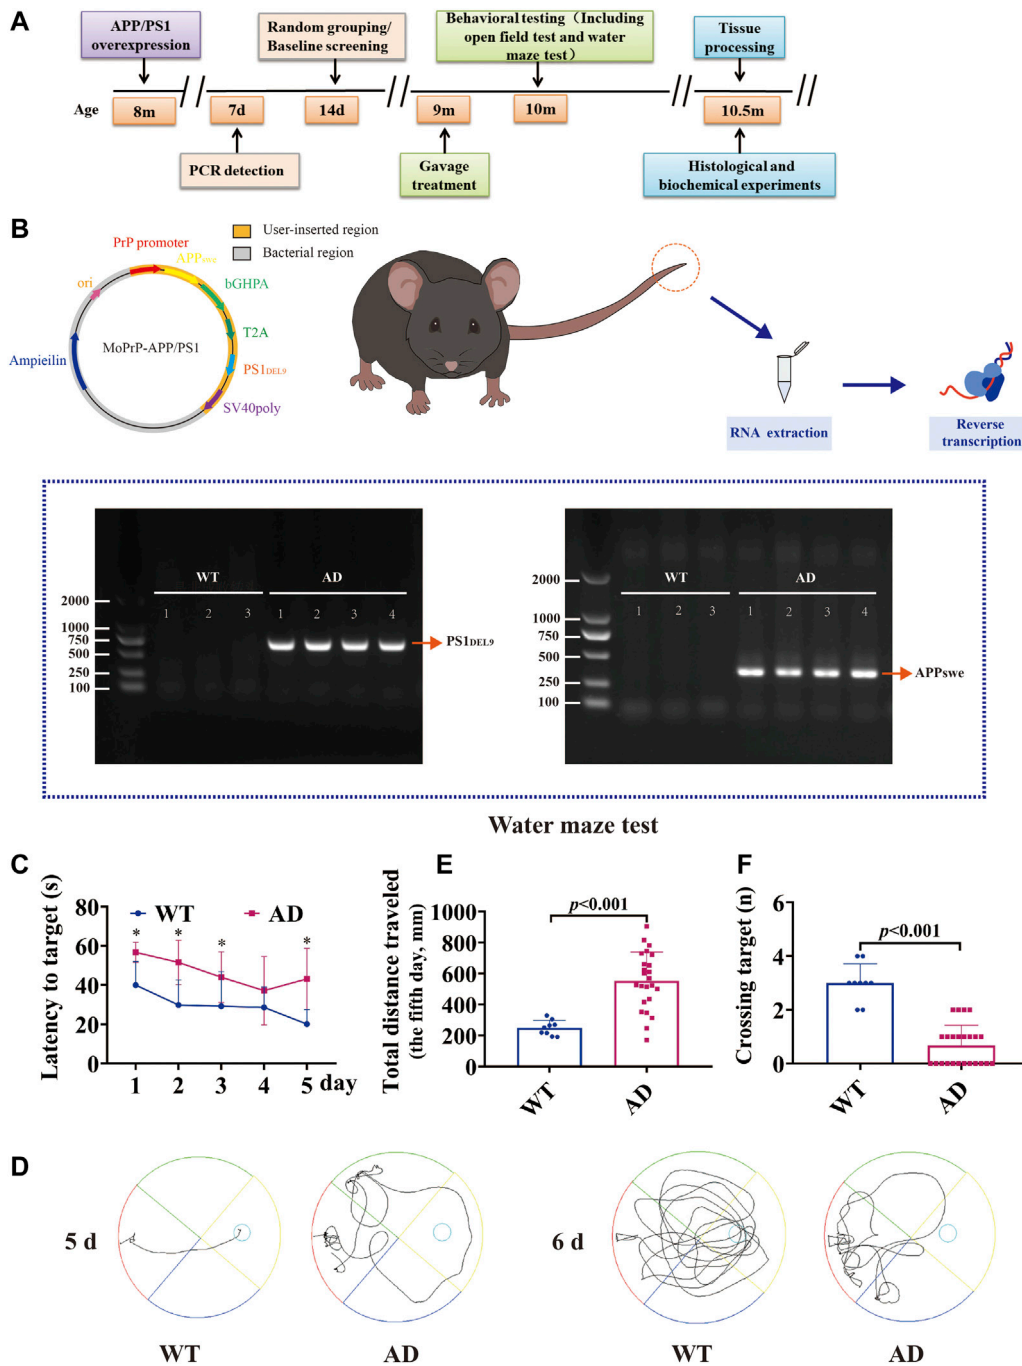 A
APP/PS1
overexpression
Random grouping/
Baseline screening
Behavioral testing（Including
open field test and water
maze test）
Tissue
processing
Age
8m
7d
14d
9m
10m
10.5m
PCR detection
Gavage
treatment
Histological and
biochemical experiments
B
User-inserted region
Bacterial region
PrP promoter
APPswe
ori
bGHPA
T2A
Ampieilin
MoPrP-APP/PS1
PS1DEL9
SV40poly
RNA extraction
Reverse
transcription
WT
AD
1 2 3 1 2 3 4
2000
1000
750
500
250
100
PS1DEL9
WT
AD
1 2 3 1 2 3 4
2000
1000
750
500
250
100
APPswe
Water maze test
C
Latency to target (s)
80
60
40
20
0
WT
AD
* * * *
1 2 3 4 5 day
E
Total distance traveled
(the fifth day, mm)
1000
800
600
400
200
0
p<0.001
WT
AD
F
Crossing target (n)
6
4
2
0
p<0.001
WT
AD
D
5 d
6 d
WT
AD
WT
AD